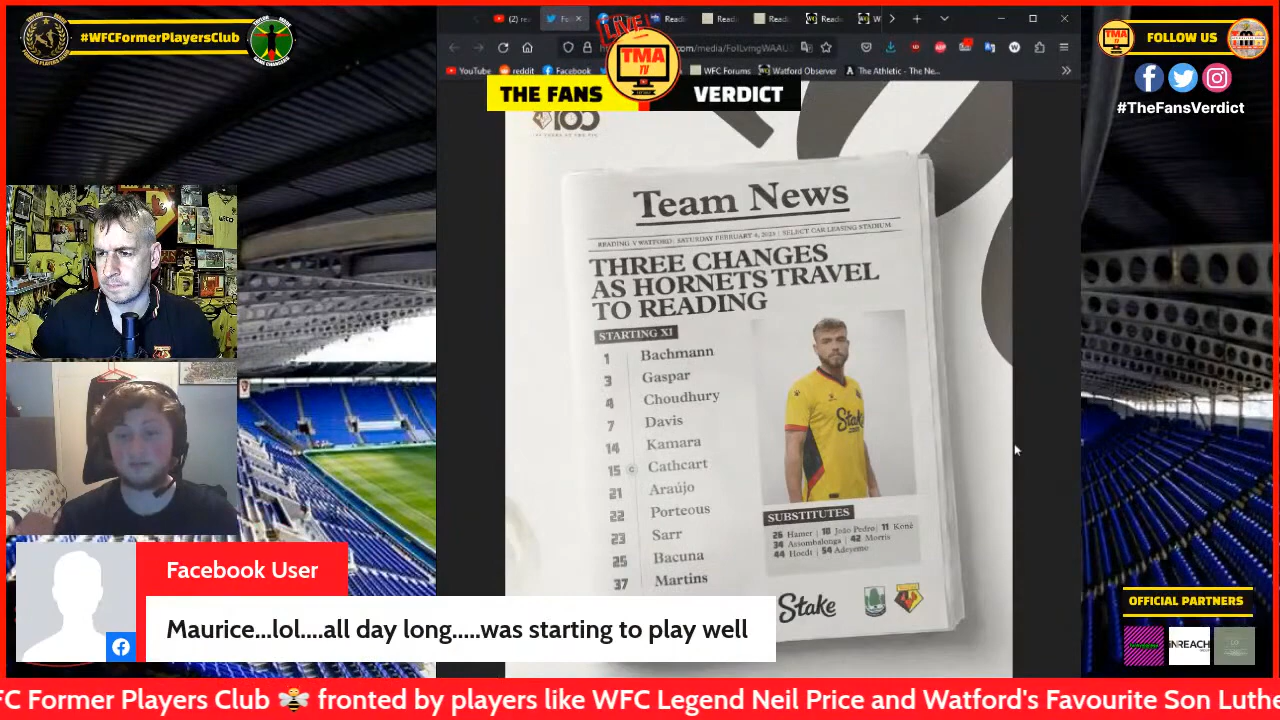 #WFCFormerPlayersClub
LIVE!
TMA
TV
THE FANS
VERDICT
FOLLOW US
#TheFansVerdict
YouTube
reddit
Facebook
WFC Forums
Watford Observer
The Athletic - The Ne...
Team News
READING V WATFORD: SATURDAY FEBRUARY 4, 2023 | SELECT CAR LEASING STADIUM
THREE CHANGES
AS HORNETS TRAVEL
TO READING
STARTING XI
1 Bachmann
3 Gaspar
4 Choudhury
7 Davis
14 Kamara
15 C Cathcart
21 Araújo
22 Porteous
23 Sarr
25 Bacuna
37 Martins
Stake
SUBSTITUTES
26 Hamer | 10 João Pedro | 11 Koné
34 Assombalonga | 42 Morris
44 Hoedt | 54 Adeyemo
Stake
Facebook User
Maurice...lol....all day long.....was starting to play well
OFFICIAL PARTNERS
iNREACH
FC Former Players Club 🐝 fronted by players like WFC Legend Neil Price and Watford's Favourite Son Luthe